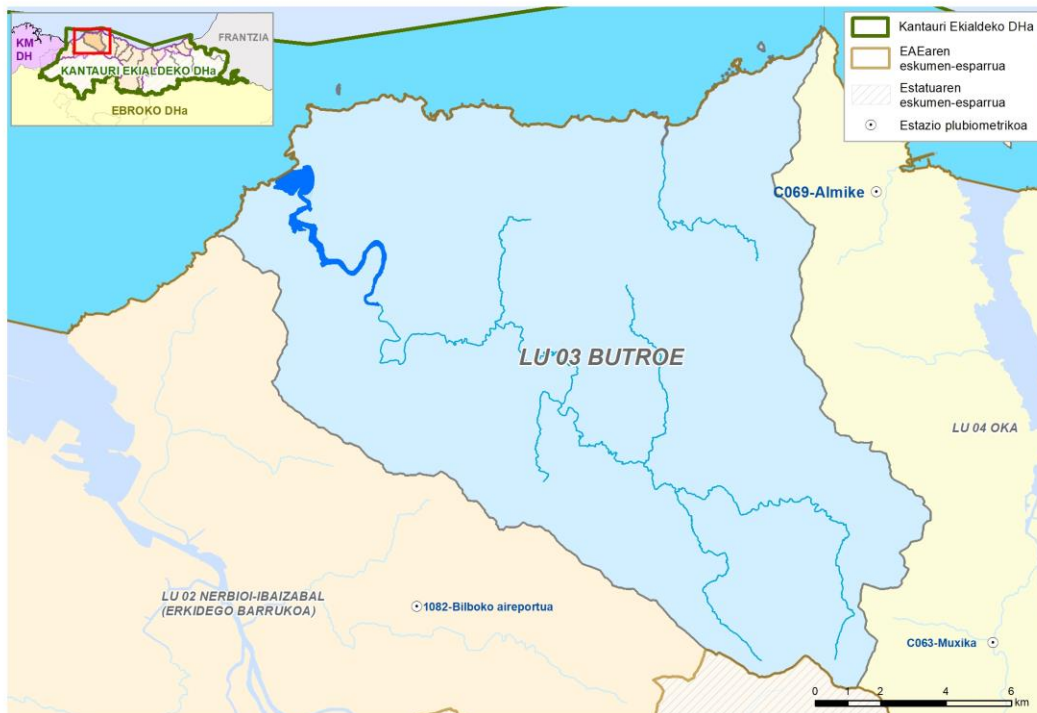 KM
DH
FRANTZIA
KANTAURI EKIALDEKO DHa
EBROKO DHa
Kantauri Ekialdeko DHa
EAEaren
eskumen-esparrua
Estatuaren
eskumen-esparrua
Estazio plubiometrikoa
C069-Almike
LU 03 BUTROE
LU 04 OKA
LU 02 NERBIOI-IBAIZABAL
(ERKIDEGO BARRUKOA)
1082-Bilboko aireportua
C063-Muxika
0 1 2 4 6
km